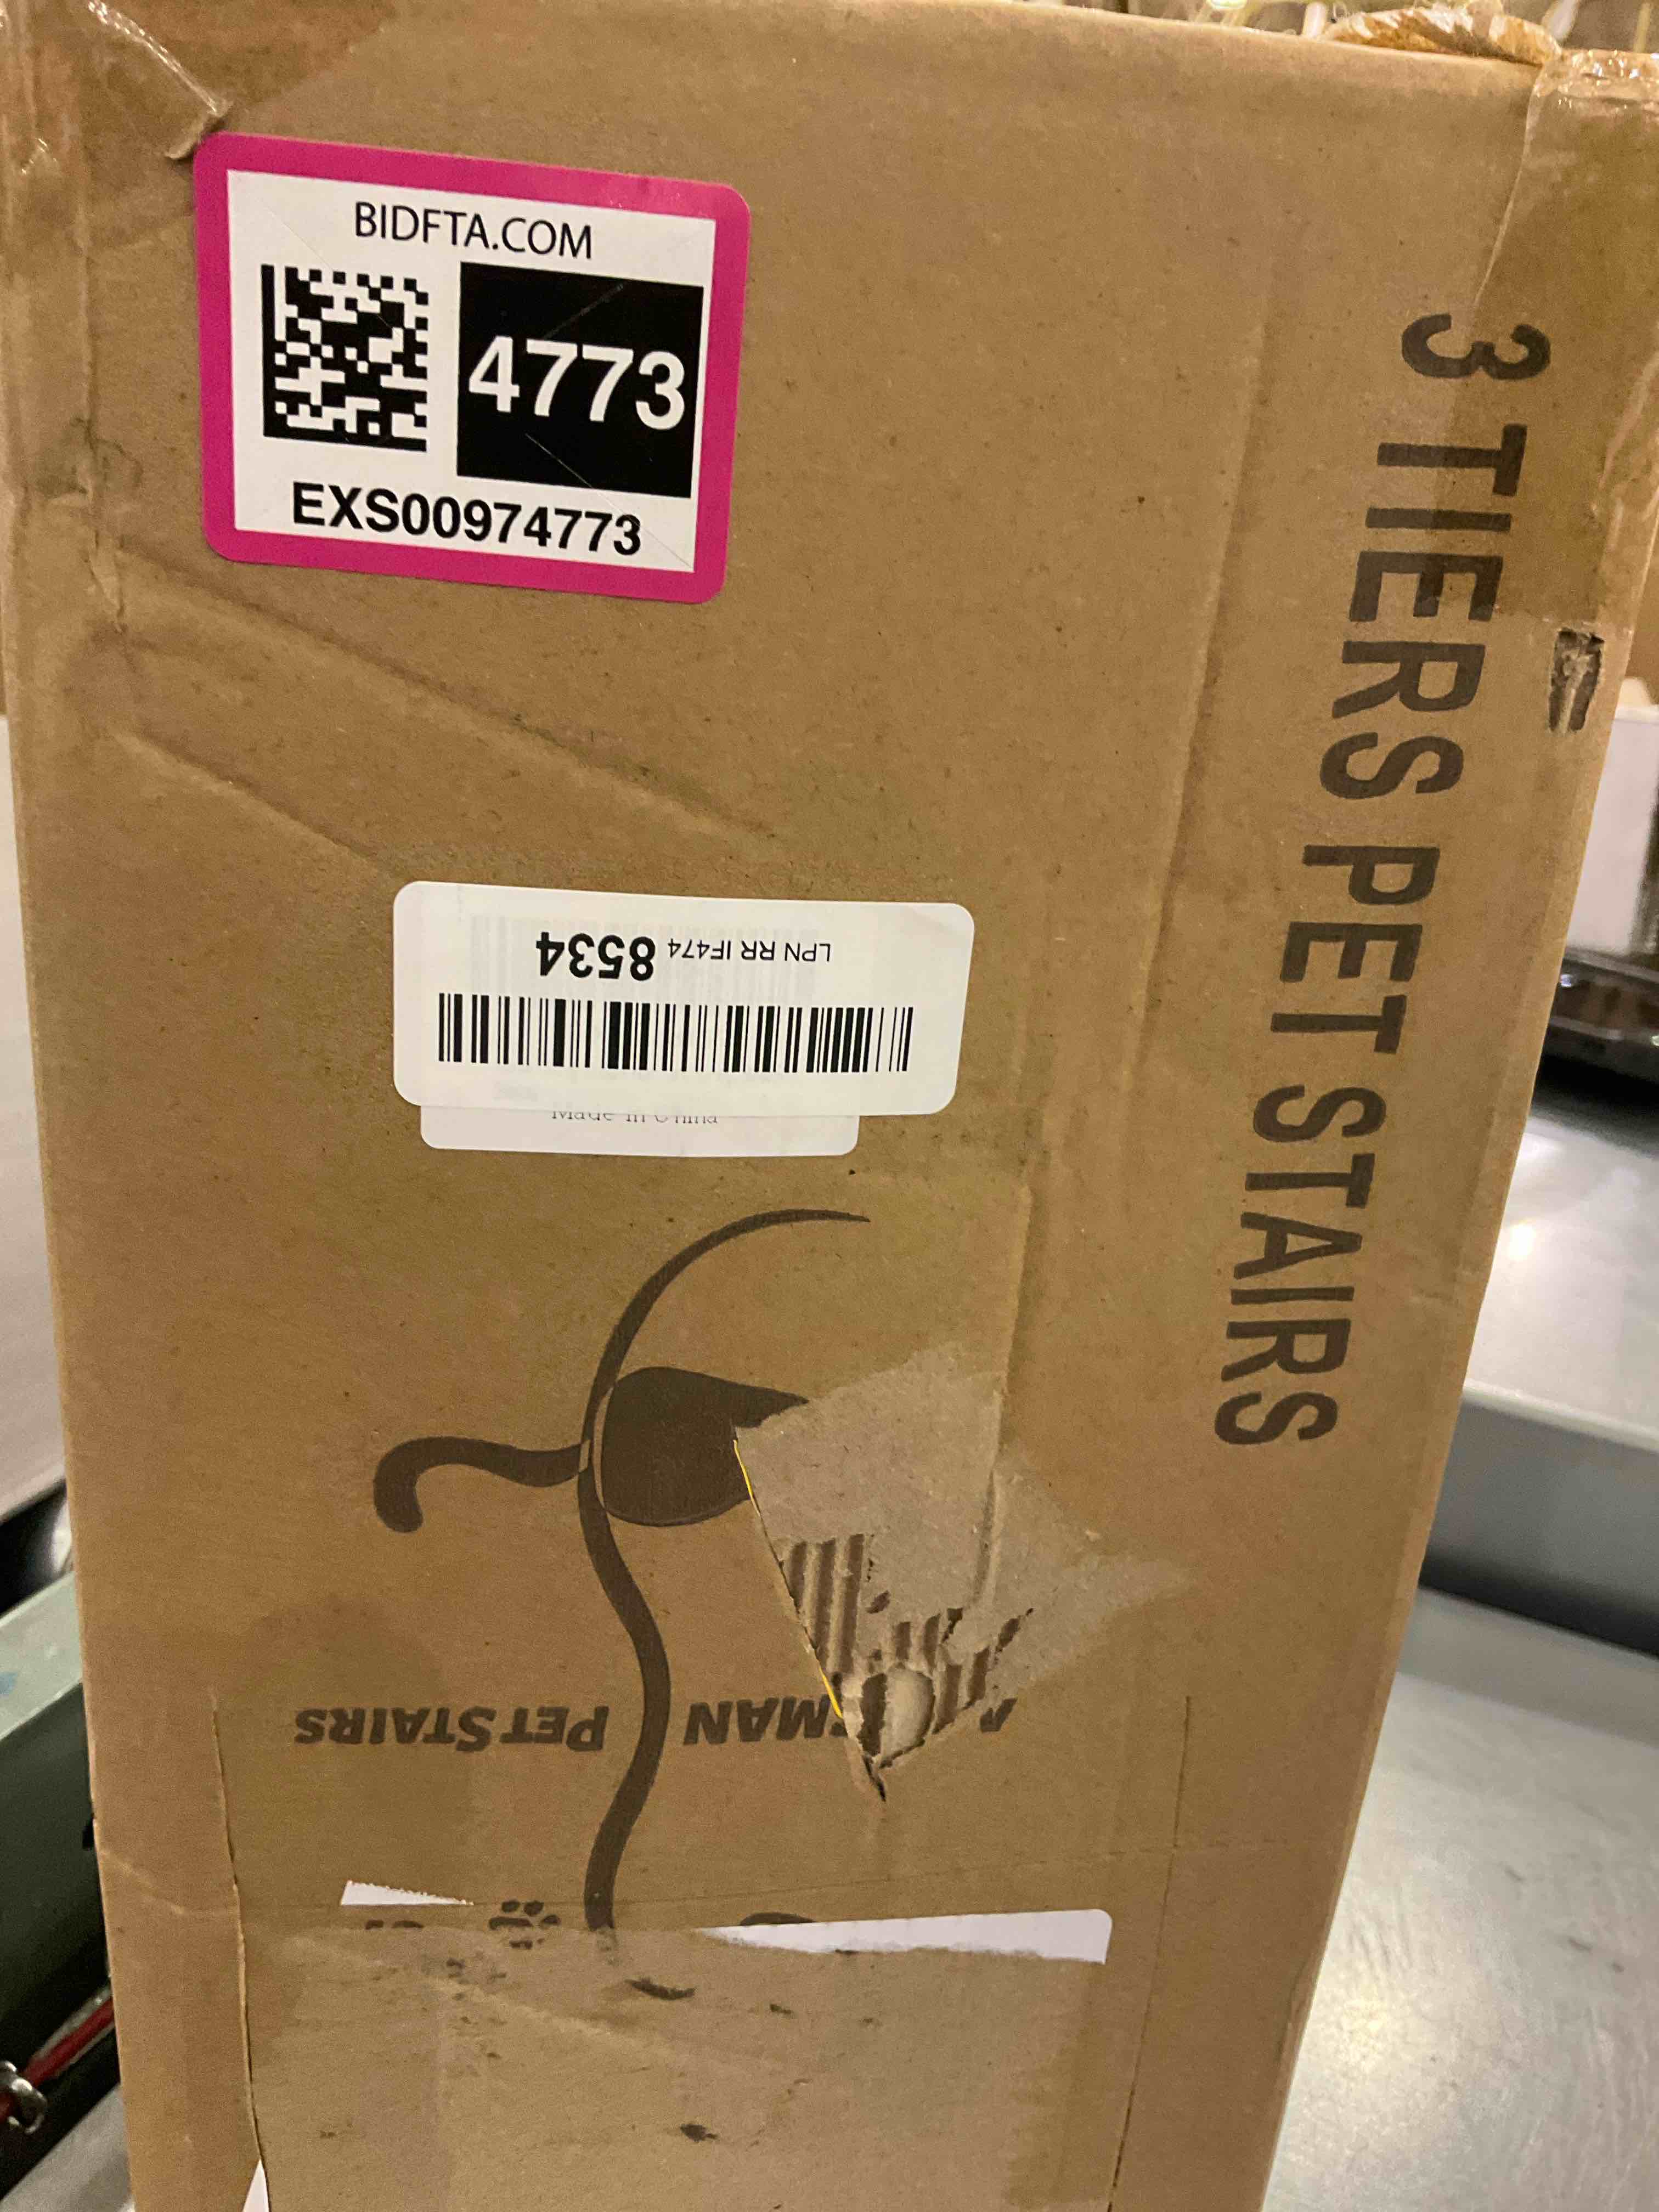 BIDFTA.COM
4773
EXS00974773
3 TIERS PET STAIRS
LPN RR IF474 8534
Made in China
PET STAIRS